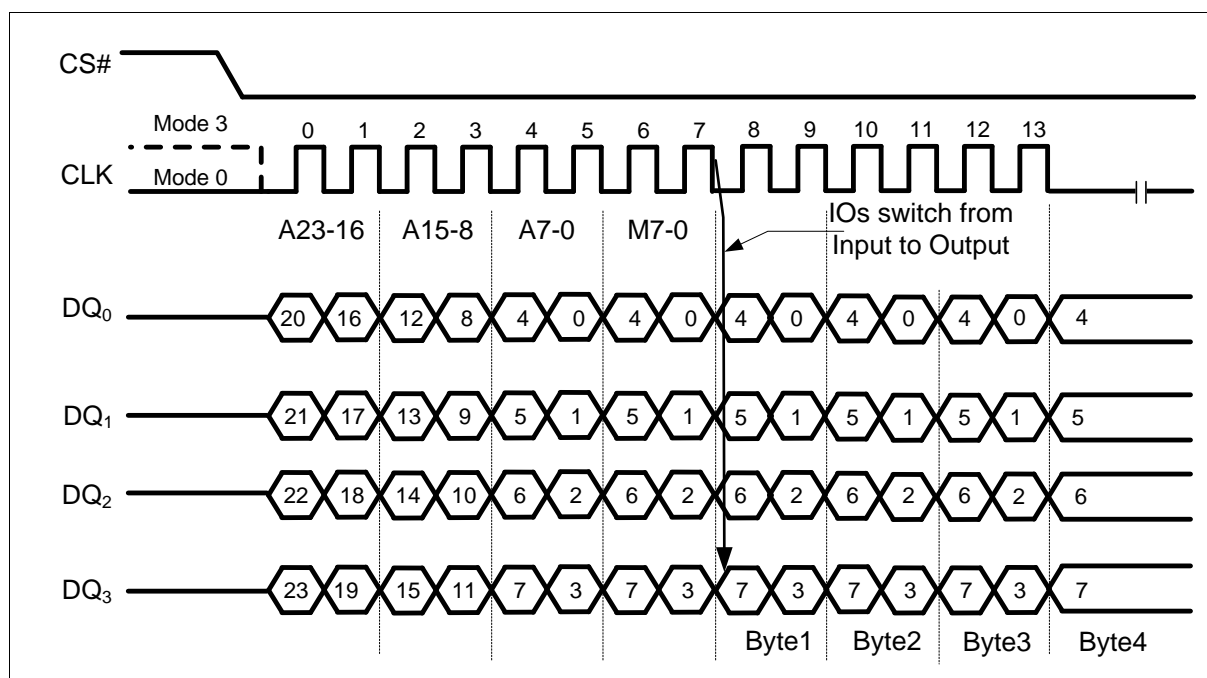 CS#
Mode 3
0 1 2 3 4 5 6 7 8 9 10 11 12 13
CLK
Mode 0
A23-16 A15-8 A7-0 M7-0
IOs switch from
Input to Output
DQ0 20 16 12 8 4 0 4 0 4 0 4 0 4 0 4
DQ1 21 17 13 9 5 1 5 1 5 1 5 1 5 1 5
DQ2 22 18 14 10 6 2 6 2 6 2 6 2 6 2 6
DQ3 23 19 15 11 7 3 7 3 7 3 7 3 7 3 7
Byte1 Byte2 Byte3 Byte4